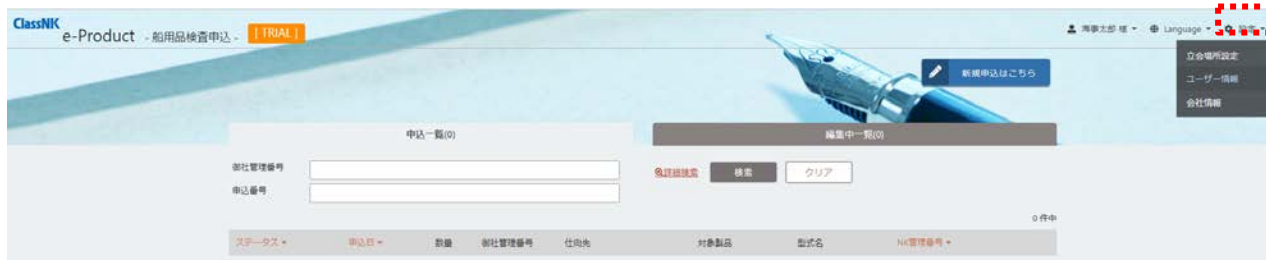 ClassNK
e-Product - 船用品検査申込 - [ TRIAL ]
海事太郎 様 Language 設定
立会場所設定
ユーザー情報
会社情報
新規申込はこちら
申込一覧(0) 編集中一覧(0)
御社管理番号
申込番号
詳細検索 検索 クリア
0 件中
ステータス 申込日 数量 御社管理番号 仕向先 対象製品 型式名 NK管理番号